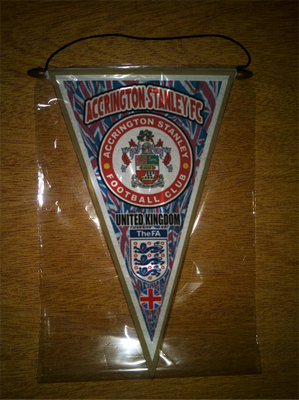 ACCRINGTON STANLEY FC
ACCRINGTON STANLEY
FOOTBALL CLUB
UNITED KINGDOM
The FA